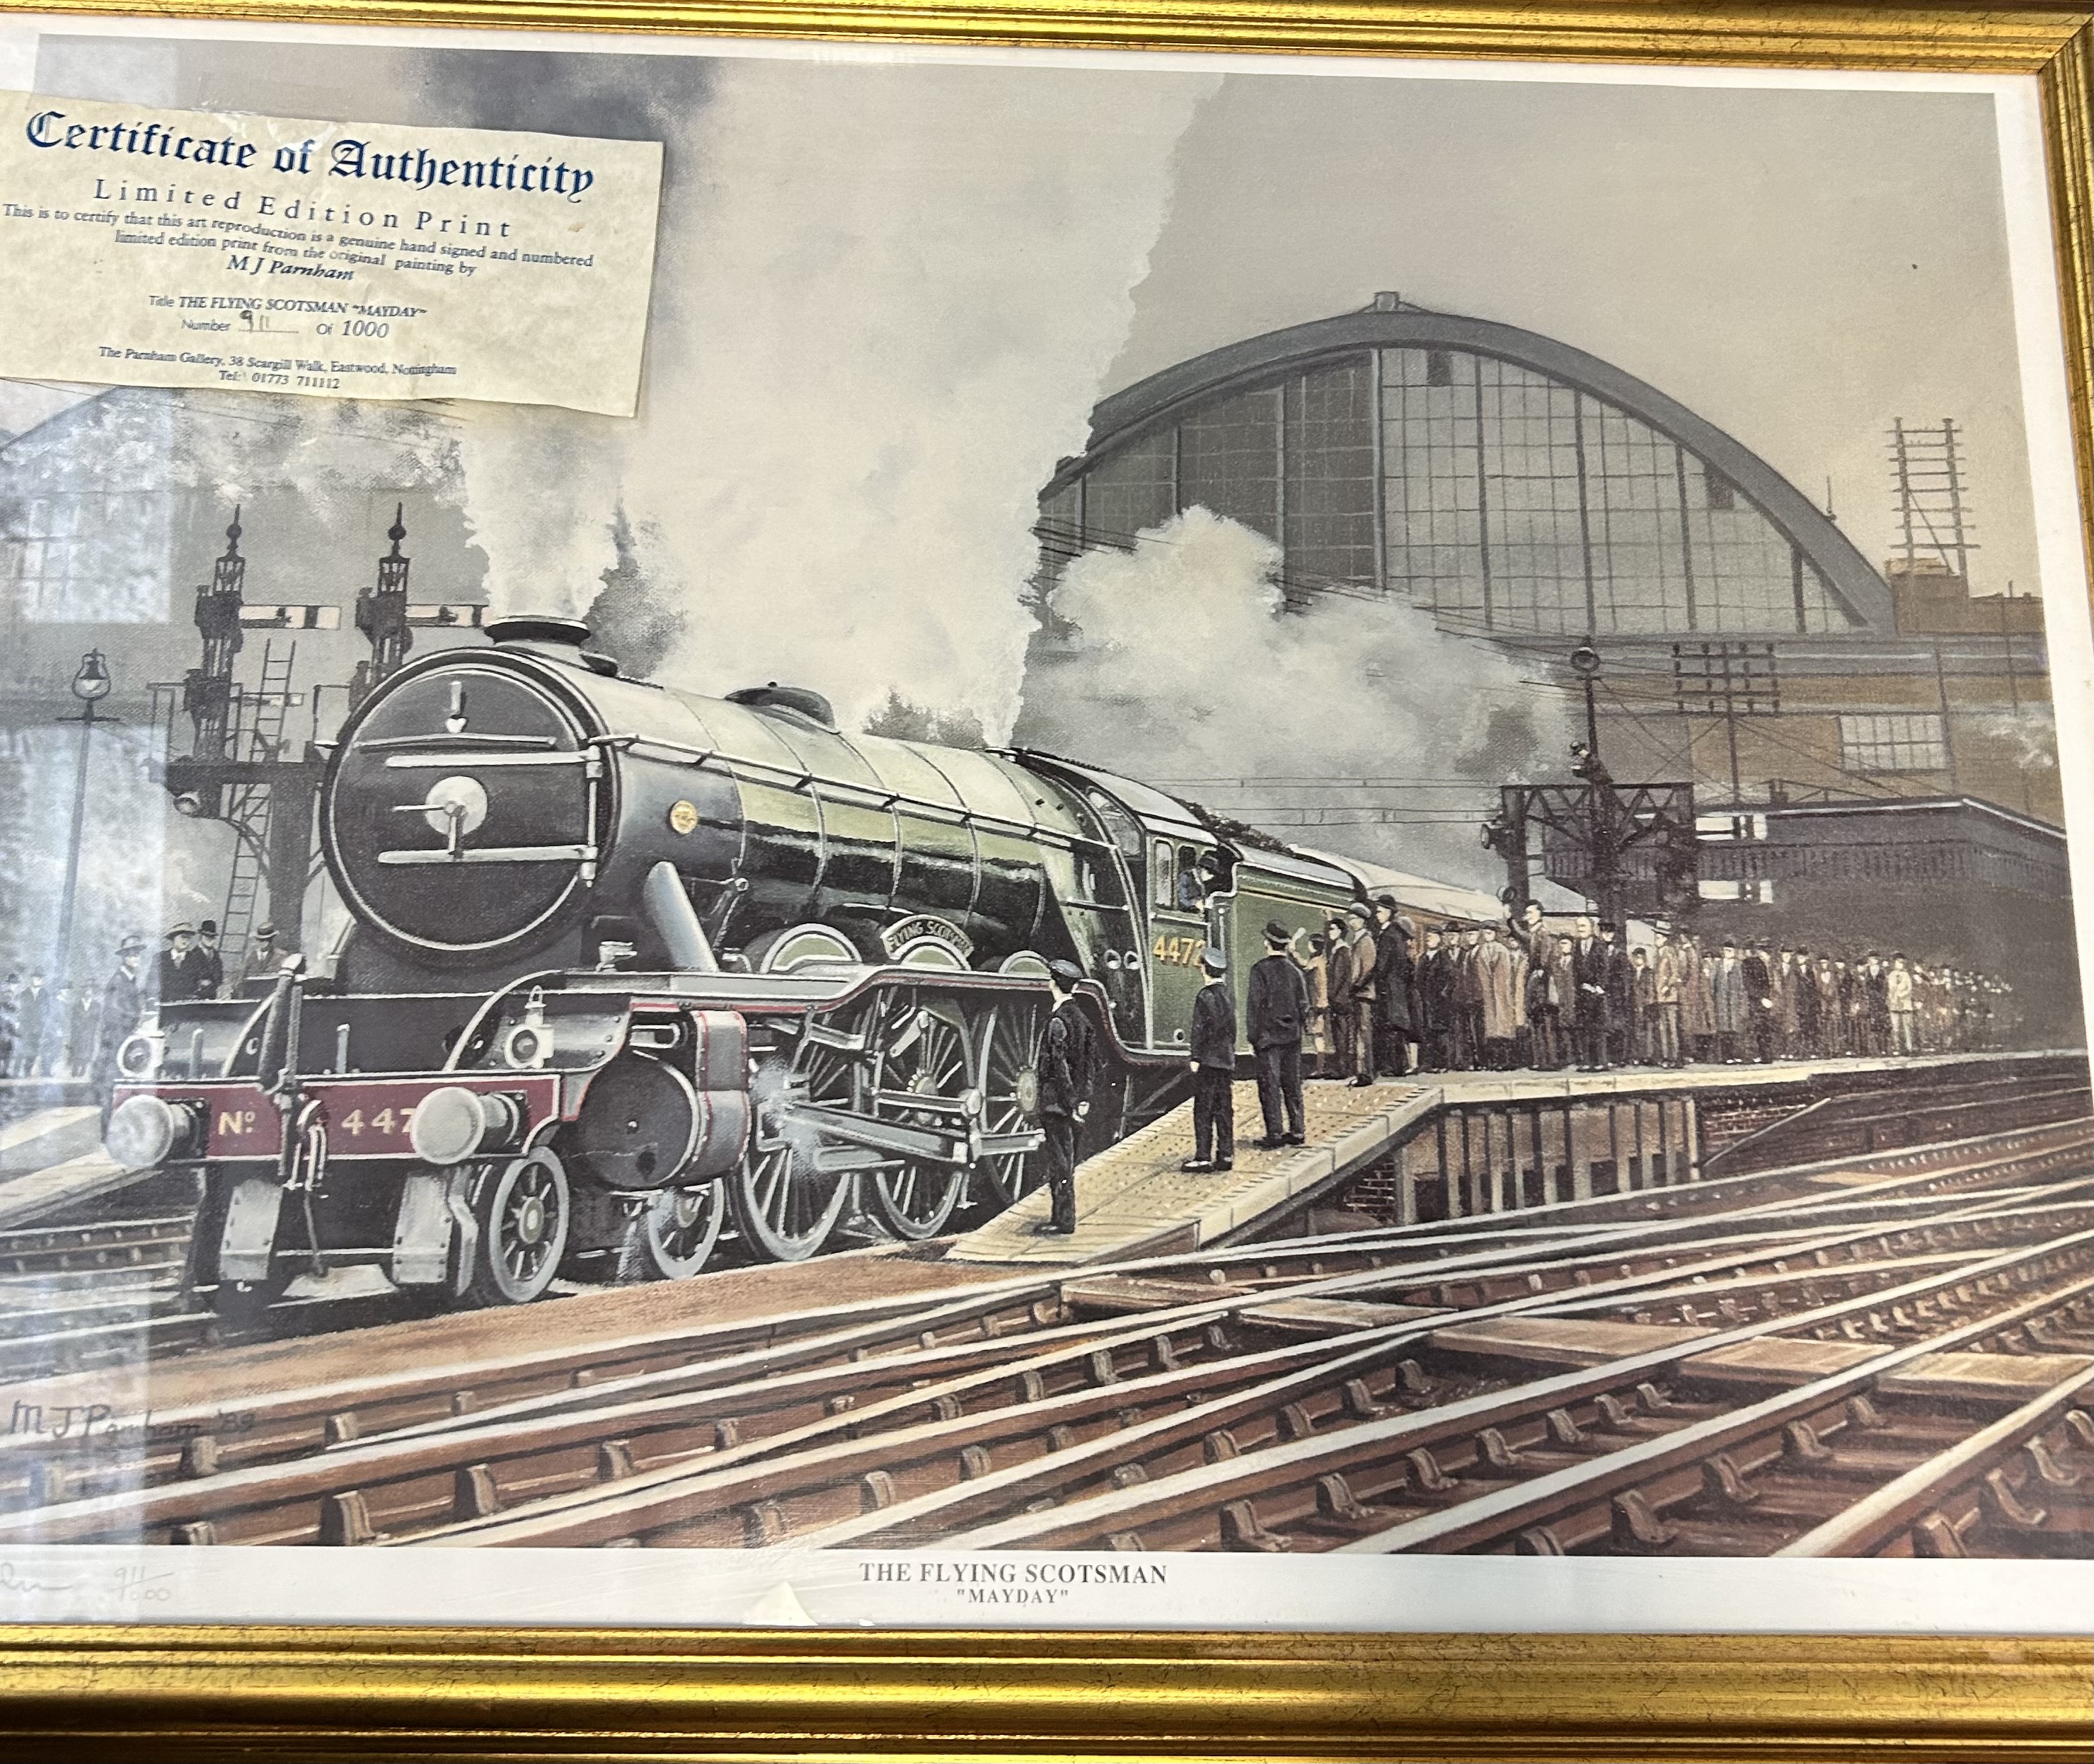 Certificate of Authenticity
Limited Edition Print
This is to certify that this art reproduction is a genuine hand signed and numbered
limited edition print from the original painting by
M J Parnham
Title THE FLYING SCOTSMAN "MAYDAY"
Number 911 Of 1000
The Parnham Gallery, 38 Scargill Walk, Eastwood, Nottingham
Tel: 01773 711112
FLYING SCOTSMAN
4472
Nº 447
M J Parnham '89
911/1000
THE FLYING SCOTSMAN
"MAYDAY"